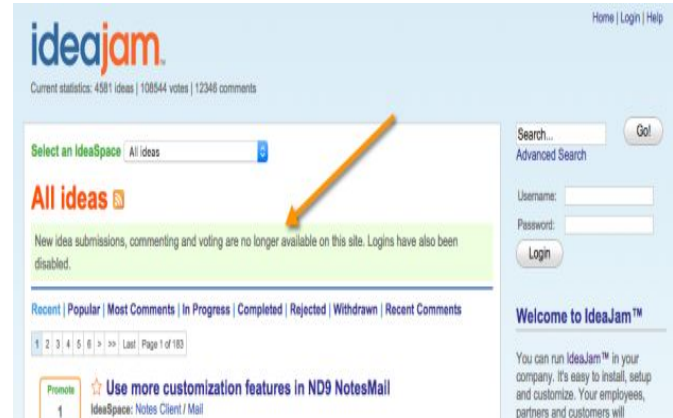 Home | Login | Help
ideajam™
Current statistics: 4581 ideas | 108544 votes | 12346 comments
Select an IdeaSpace All ideas
All ideas
New idea submissions, commenting and voting are no longer available on this site. Logins have also been
disabled.
Recent | Popular | Most Comments | In Progress | Completed | Rejected | Withdrawn | Recent Comments
1 2 3 4 5 6 > >> Last Page 1 of 183
Promote
1
Use more customization features in ND9 NotesMail
IdeaSpace: Notes Client / Mail
Search... Go!
Advanced Search
Username:
Password:
Login
Welcome to IdeaJam™
You can run IdeaJam™ in your
company. It's easy to install, setup
and customize. Your employees,
partners and customers will